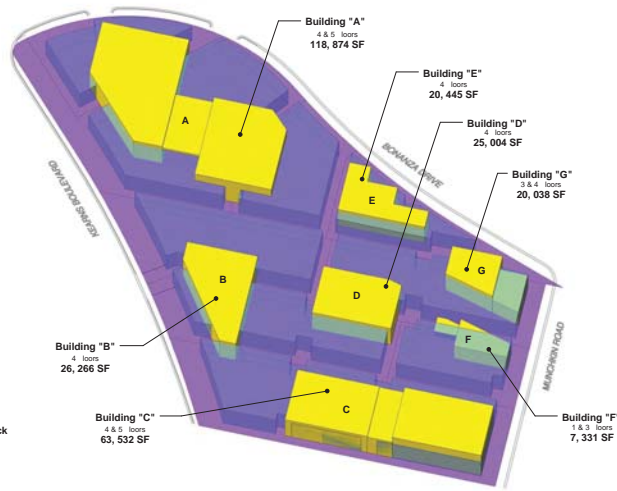 Building "A"
4 & 5 loors
118, 874 SF
Building "E"
4 loors
20, 445 SF
Building "D"
4 loors
25, 004 SF
Building "G"
3 & 4 loors
20, 038 SF
BONANZA DRIVE
KEARNS BOULEVARD
MUNCHKIN ROAD
A
E
G
B
D
F
C
Building "B"
4 loors
26, 266 SF
Building "C"
4 & 5 loors
63, 532 SF
Building "F"
1 & 3 loors
7, 331 SF
ck